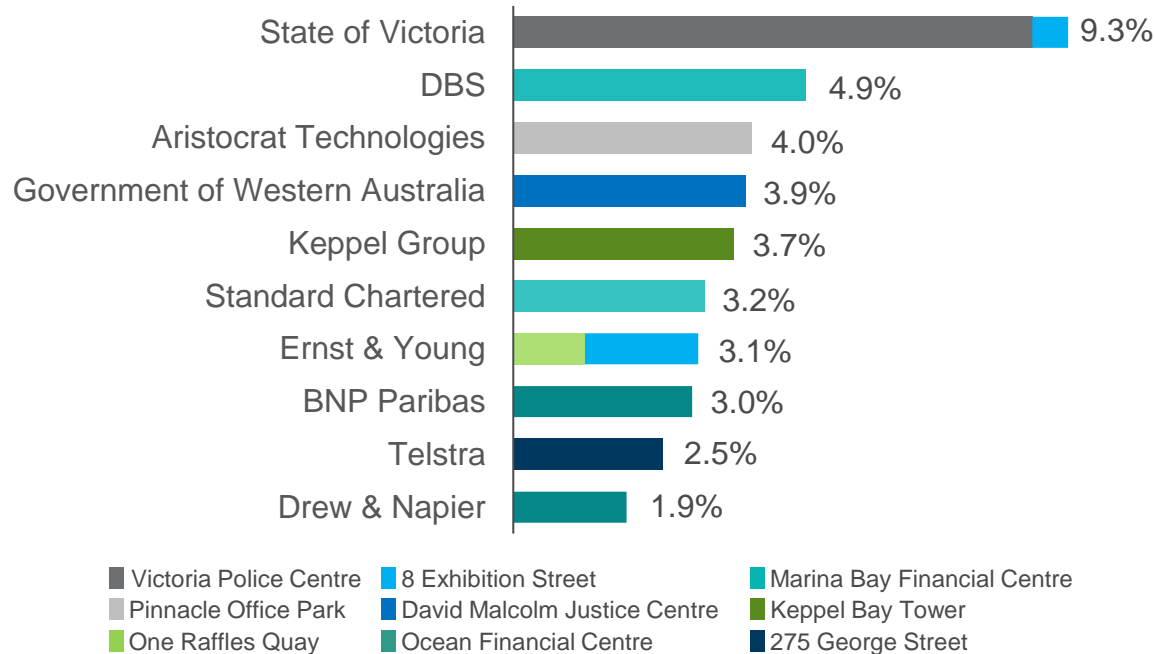 State of Victoria 9.3%
DBS 4.9%
Aristocrat Technologies 4.0%
Government of Western Australia 3.9%
Keppel Group 3.7%
Standard Chartered 3.2%
Ernst & Young 3.1%
BNP Paribas 3.0%
Telstra 2.5%
Drew & Napier 1.9%
Victoria Police Centre 8 Exhibition Street Marina Bay Financial Centre
Pinnacle Office Park David Malcolm Justice Centre Keppel Bay Tower
One Raffles Quay Ocean Financial Centre 275 George Street